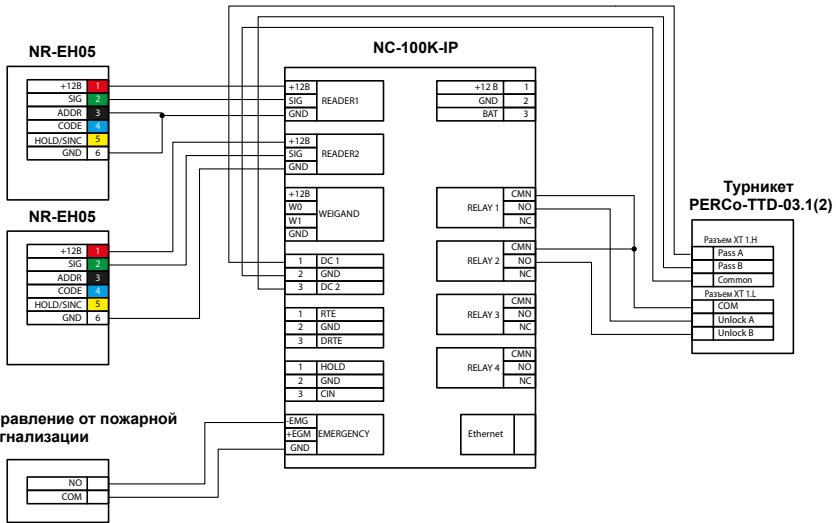 NC-100K-IP
NR-EH05
+12В 1
SIG 2
ADDR 3
CODE 4
HOLD/SINC 5
GND 6
NR-EH05
+12В 1
SIG 2
ADDR 3
CODE 4
HOLD/SINC 5
GND 6
равление от пожарной
гнализации
NO
COM
+12В
SIG
GND
READER1
+12В
SIG
GND
READER2
+12В
W0
W1
GND
WEIGAND
1 DC 1
2 GND
3 DC 2
1 RTE
2 GND
3 DRTE
1 HOLD
2 GND
3 CIN
-EMG
+EGM
GND
EMERGENCY
+12 В 1
GND 2
BAT 3
RELAY 1
CMN
NO
NC
RELAY 2
CMN
NO
NC
RELAY 3
CMN
NO
NC
RELAY 4
CMN
NO
NC
Ethernet
Турникет
PERCo-TTD-03.1(2)
Разъем XT 1.H
Pass A
Pass B
Common
Разъем XT 1.L
COM
Unlock A
Unlock B